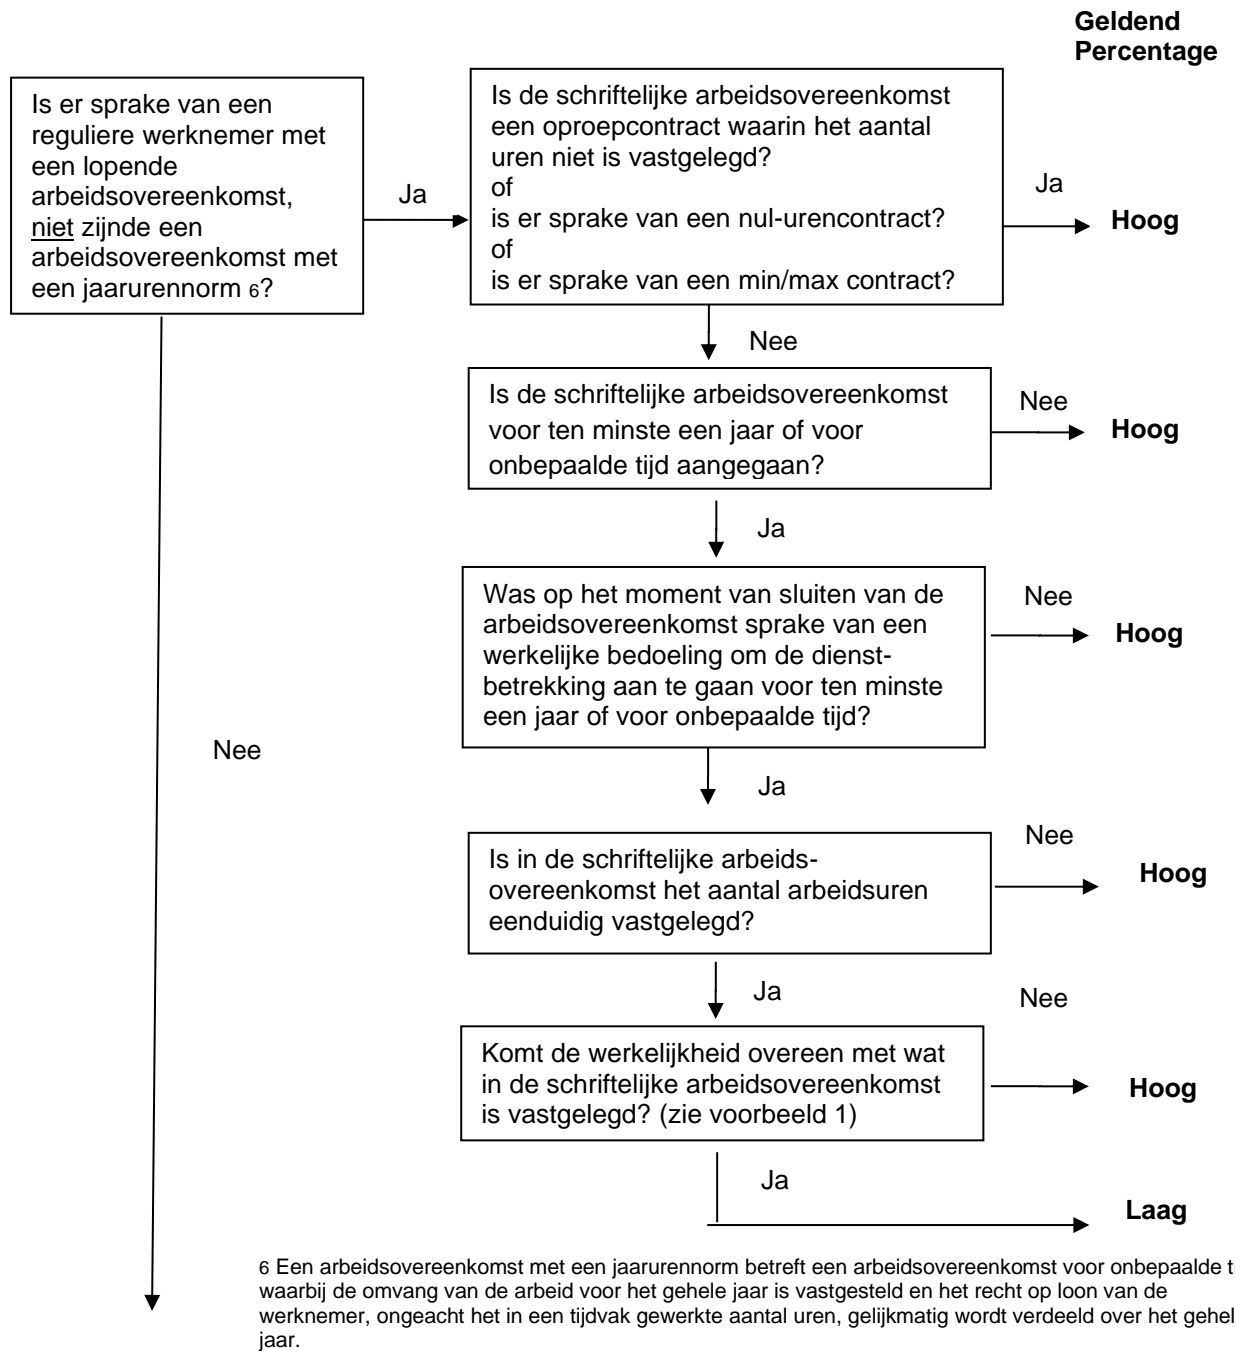 Geldend
Percentage
Is er sprake van een
reguliere werknemer met
een lopende
arbeidsovereenkomst,
niet zijnde een
arbeidsovereenkomst met
een jaarurennorm 6?
Ja
Is de schriftelijke arbeidsovereenkomst
een oproepcontract waarin het aantal
uren niet is vastgelegd?
of
is er sprake van een nul-urencontract?
of
is er sprake van een min/max contract?
Ja
Hoog
Nee
Is de schriftelijke arbeidsovereenkomst
voor ten minste een jaar of voor
onbepaalde tijd aangegaan?
Nee
Hoog
Ja
Was op het moment van sluiten van de
arbeidsovereenkomst sprake van een
werkelijke bedoeling om de dienst-
betrekking aan te gaan voor ten minste
een jaar of voor onbepaalde tijd?
Nee
Hoog
Nee
Ja
Is in de schriftelijke arbeids-
overeenkomst het aantal arbeidsuren
eenduidig vastgelegd?
Nee
Hoog
Ja
Komt de werkelijkheid overeen met wat
in de schriftelijke arbeidsovereenkomst
is vastgelegd? (zie voorbeeld 1)
Nee
Hoog
Ja
Laag
6 Een arbeidsovereenkomst met een jaarurennorm betreft een arbeidsovereenkomst voor onbepaalde ti
waarbij de omvang van de arbeid voor het gehele jaar is vastgesteld en het recht op loon van de
werknemer, ongeacht het in een tijdvak gewerkte aantal uren, gelijkmatig wordt verdeeld over het gehel
jaar.